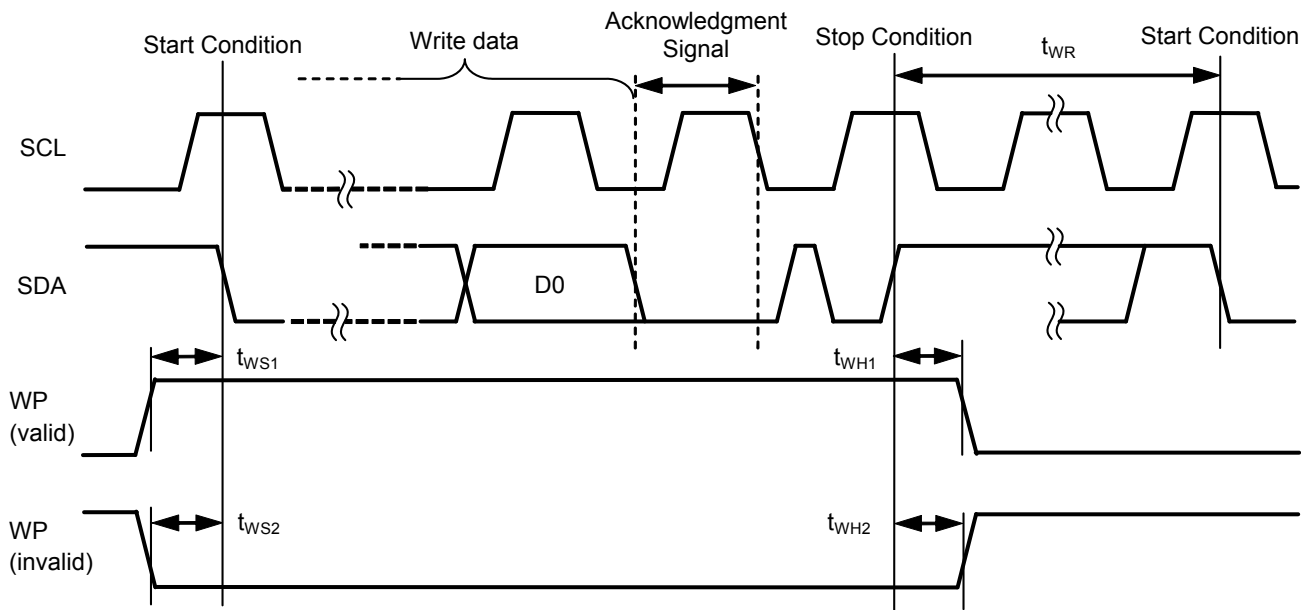 Start Condition
Write data
Acknowledgment
Signal
Stop Condition
tWR
Start Condition
SCL
SDA
D0
tWS1
tWH1
WP
(valid)
tWS2
tWH2
WP
(invalid)